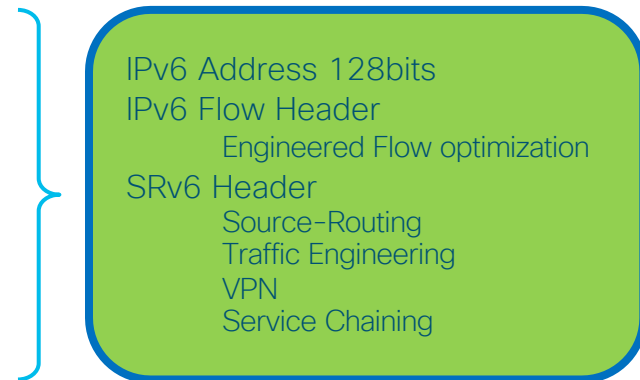 IPv6 Address 128bits
IPv6 Flow Header
Engineered Flow optimization
SRv6 Header
Source-Routing
Traffic Engineering
VPN
Service Chaining